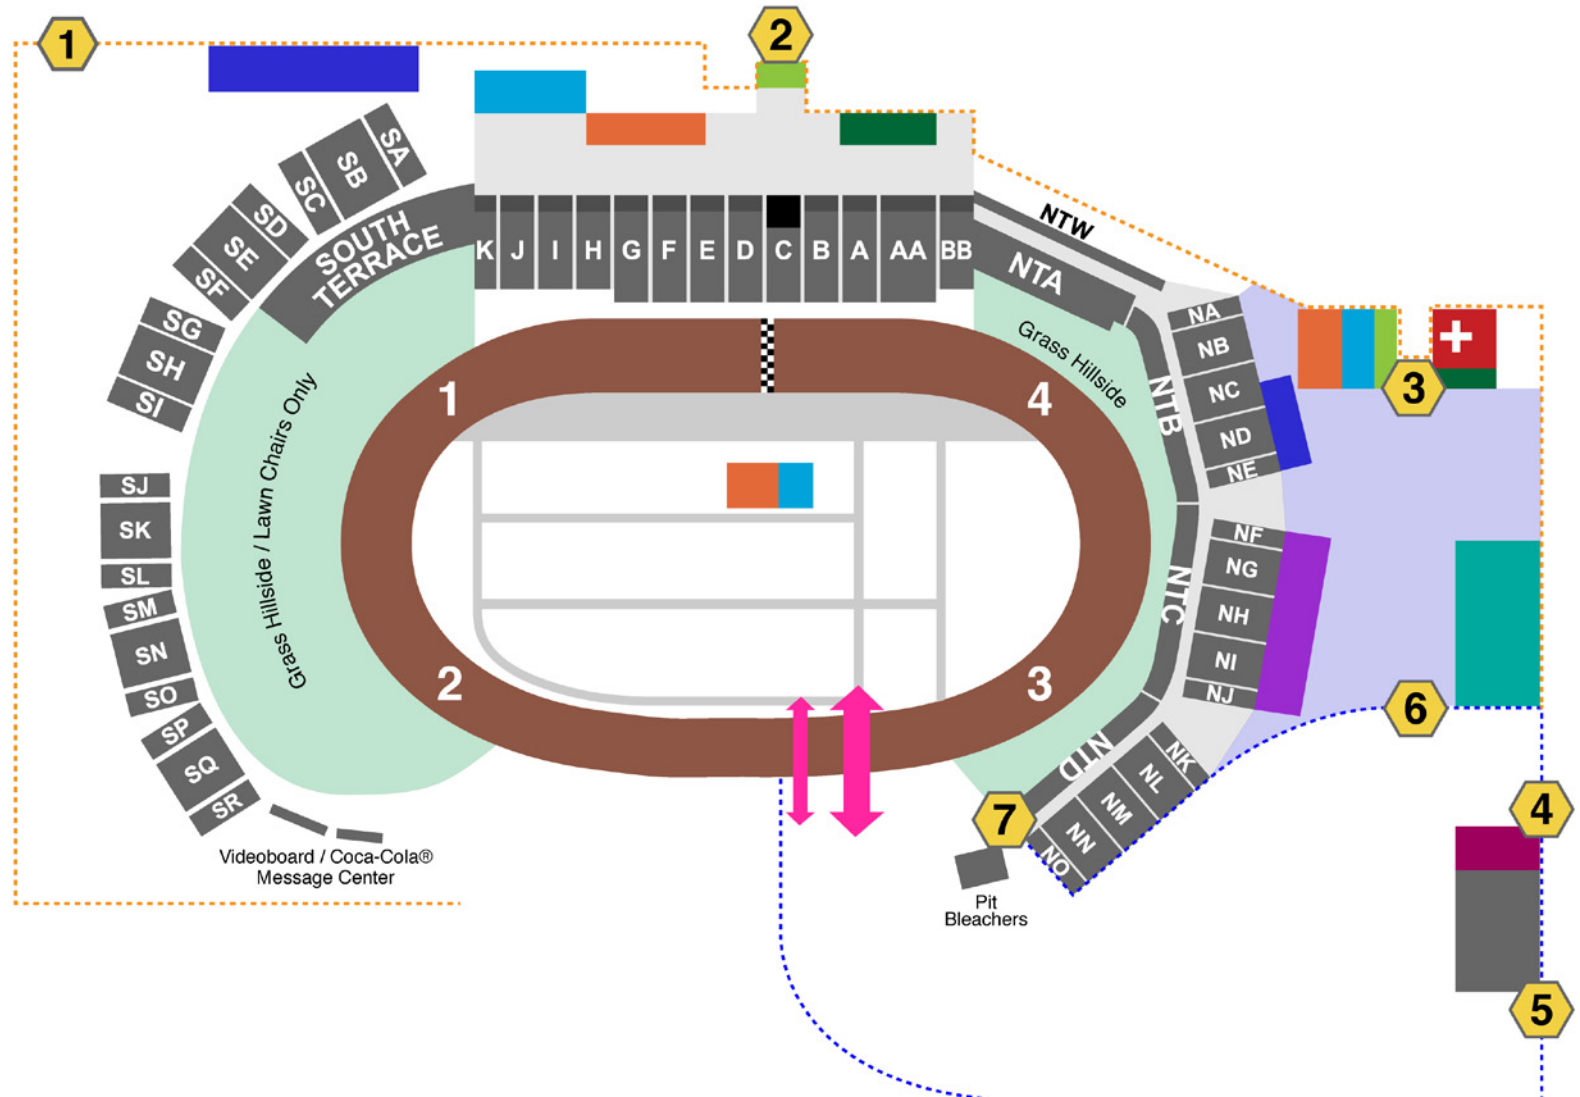 1
2
SA
SB
SC
SD
SE
SF
SOUTH
TERRACE
K
J
I
H
G
F
E
D
C
B
A
AA
BB
NTW
NTA
SG
SH
SI
NA
NB
NC
ND
NE
NTB
3
1
4
Grass Hillside
Grass Hillside / Lawn Chairs Only
SJ
SK
SL
SM
SN
SO
SP
SQ
SR
NF
NG
NH
NI
NJ
NTC
2
3
6
NTD
NK
NL
NM
NN
NO
7
4
5
Videoboard / Coca-Cola®
Message Center
Pit
Bleachers